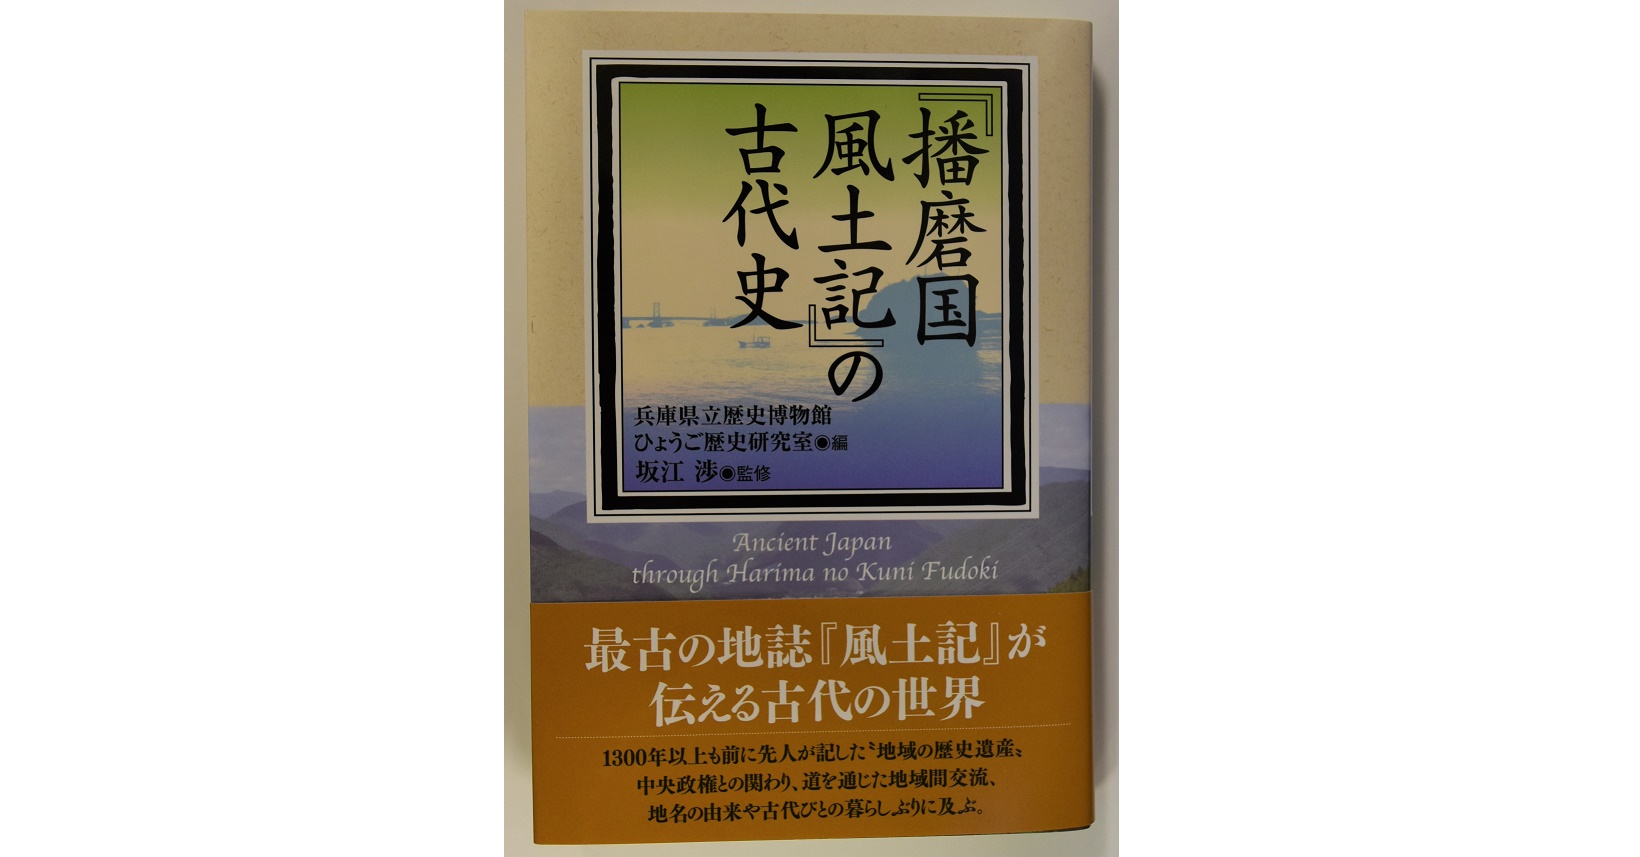 『播磨国
風土記』の
古代史
兵庫県立歴史博物館
ひょうご歴史研究室◉編
坂江 渉◉監修
Ancient Japan
through Harima no Kuni Fudoki
最古の地誌『風土記』が
伝える古代の世界
1300年以上も前に先人が記した〝地域の歴史遺産〟
中央政権との関わり、道を通じた地域間交流、
地名の由来や古代びとの暮らしぶりに及ぶ。